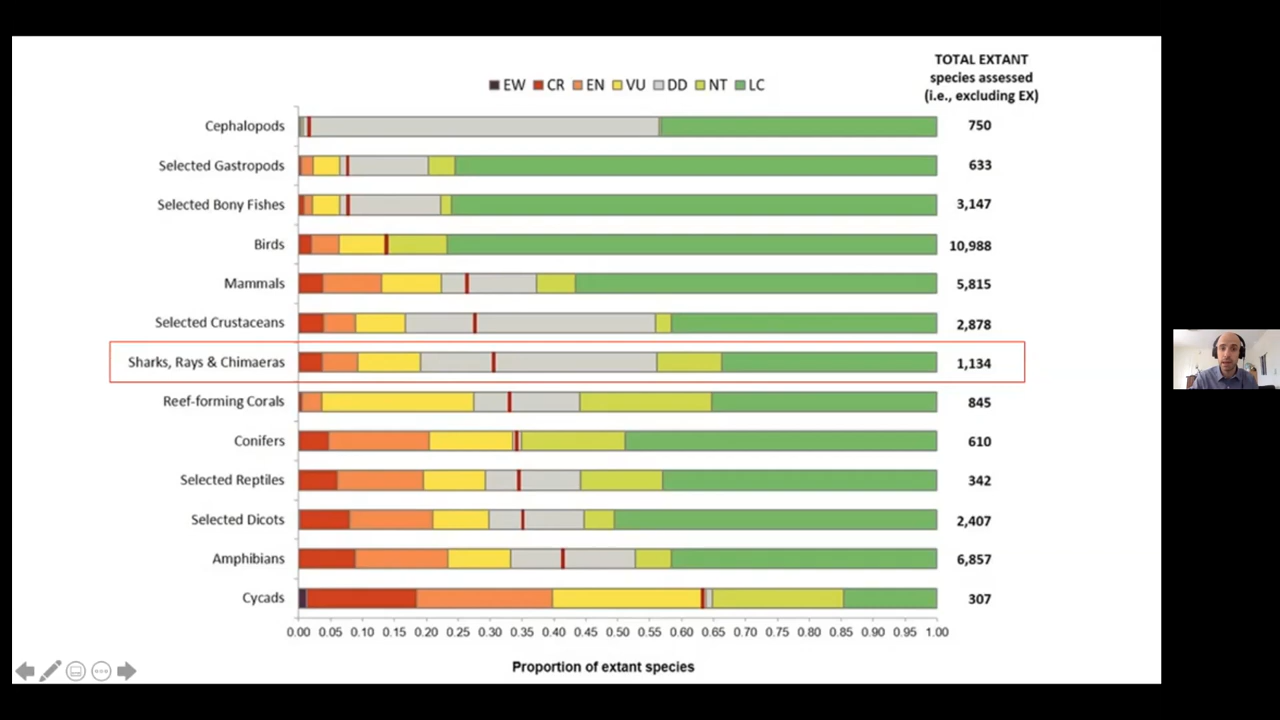 TOTAL EXTANT
species assessed
(i.e., excluding EX)
EW CR EN VU DD NT LC
Cephalopods 750
Selected Gastropods 633
Selected Bony Fishes 3,147
Birds 10,988
Mammals 5,815
Selected Crustaceans 2,878
Sharks, Rays & Chimaeras 1,134
Reef-forming Corals 845
Conifers 610
Selected Reptiles 342
Selected Dicots 2,407
Amphibians 6,857
Cycads 307
0.00 0.05 0.10 0.15 0.20 0.25 0.30 0.35 0.40 0.45 0.50 0.55 0.60 0.65 0.70 0.75 0.80 0.85 0.90 0.95 1.00
Proportion of extant species